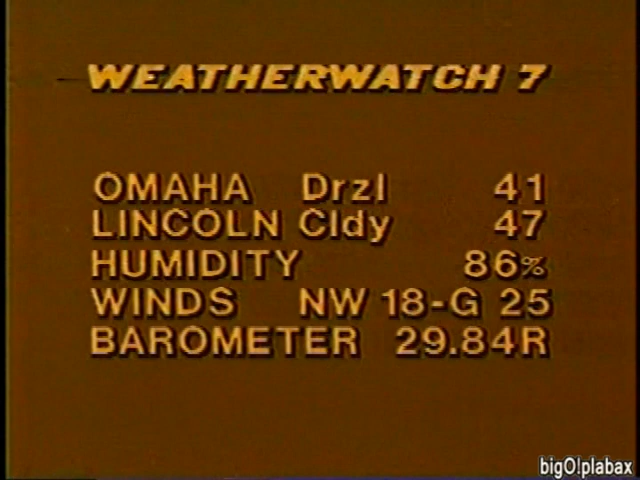 WEATHERWATCH 7
OMAHA Drzl 41
LINCOLN Cldy 47
HUMIDITY 86%
WINDS NW 18-G 25
BAROMETER 29.84R
bigO!plabax